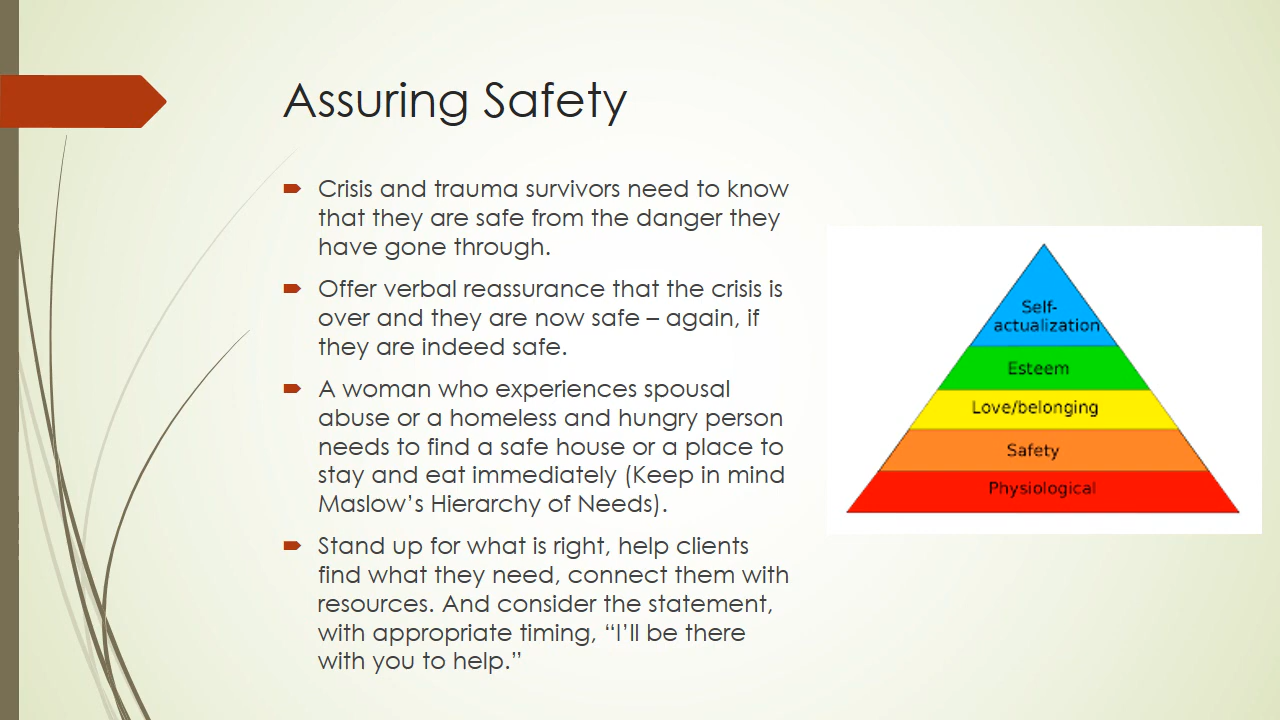 Assuring Safety
Crisis and trauma survivors need to know
that they are safe from the danger they
have gone through.
Offer verbal reassurance that the crisis is
over and they are now safe – again, if
they are indeed safe.
A woman who experiences spousal
abuse or a homeless and hungry person
needs to find a safe house or a place to
stay and eat immediately (Keep in mind
Maslow’s Hierarchy of Needs).
Stand up for what is right, help clients
find what they need, connect them with
resources. And consider the statement,
with appropriate timing, “I’ll be there
with you to help.”
Self-
actualization
Esteem
Love/belonging
Safety
Physiological